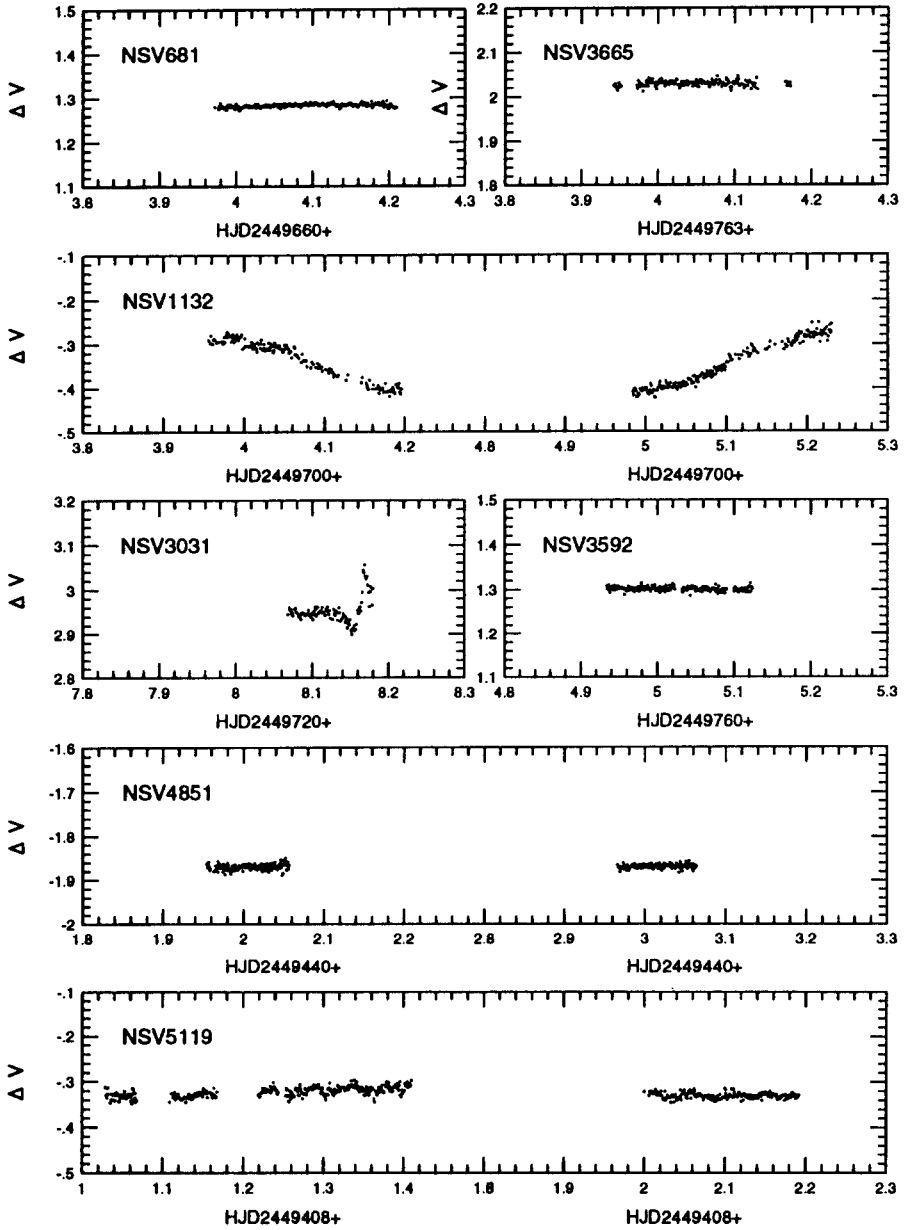 NSV681
Δ V
1.5
1.4
1.3
1.2
1.1
3.8 3.9 4 4.1 4.2 4.3
HJD2449660+
NSV3665
Δ V
2.2
2.1
2
1.9
1.8
3.8 3.9 4 4.1 4.2 4.3
HJD2449763+
NSV1132
Δ V
-.1
-.2
-.3
-.4
-.5
3.8 3.9 4 4.1 4.2 4.8 4.9 5 5.1 5.2 5.3
HJD2449700+ HJD2449700+
NSV3031
Δ V
3.2
3.1
3
2.9
2.8
7.8 7.9 8 8.1 8.2 8.3
HJD2449720+
NSV3592
1.5
1.4
1.3
1.2
1.1
4.8 4.9 5 5.1 5.2 5.3
HJD2449760+
NSV4851
Δ V
-1.6
-1.7
-1.8
-1.9
-2
1.8 1.9 2 2.1 2.2 2.8 2.9 3 3.1 3.2 3.3
HJD2449440+ HJD2449440+
NSV5119
Δ V
-.1
-.2
-.3
-.4
-.5
1 1.1 1.2 1.3 1.4 1.9 2 2.1 2.2 2.3
HJD2449408+ HJD2449408+